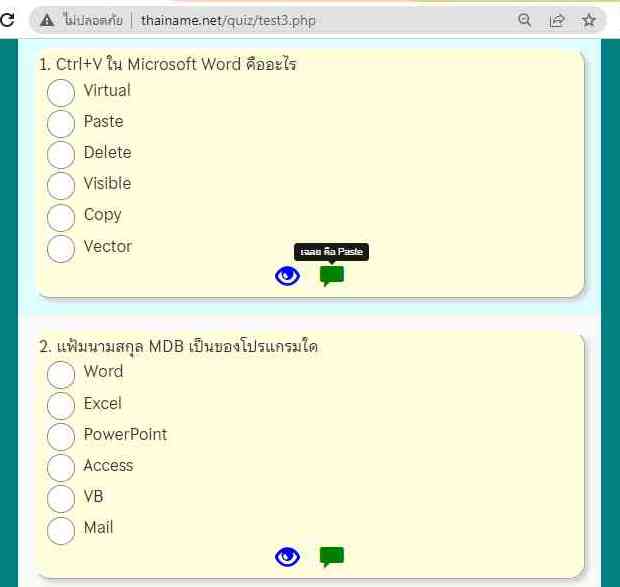 ไม่ปลอดภัย | thainame.net/quiz/test3.php
1. Ctrl+V ใน Microsoft Word คืออะไร
Virtual
Paste
Delete
Visible
Copy
Vector
เฉลย คือ Paste
2. แฟ้มนามสกุล MDB เป็นของโปรแกรมใด
Word
Excel
PowerPoint
Access
VB
Mail